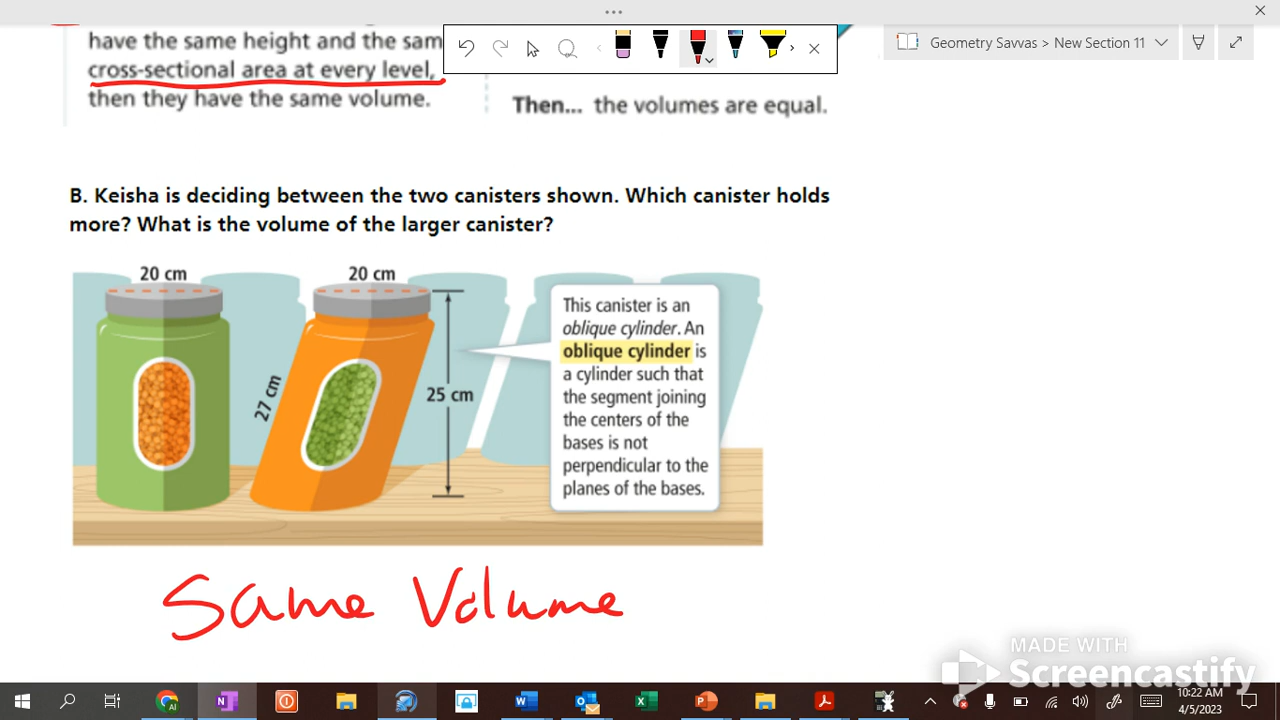 Geometry Savvas > New Section 11
have the same height and the sam
cross-sectional area at every level,
then they have the same volume.
Then... the volumes are equal.
B. Keisha is deciding between the two canisters shown. Which canister holds
more? What is the volume of the larger canister?
20 cm
20 cm
27 cm
25 cm
This canister is an
oblique cylinder. An
oblique cylinder is
a cylinder such that
the segment joining
the centers of the
bases is not
perpendicular to the
planes of the bases.
Same Volume
MADE WITH
Screencastify
10:22 AM
4/5/2023